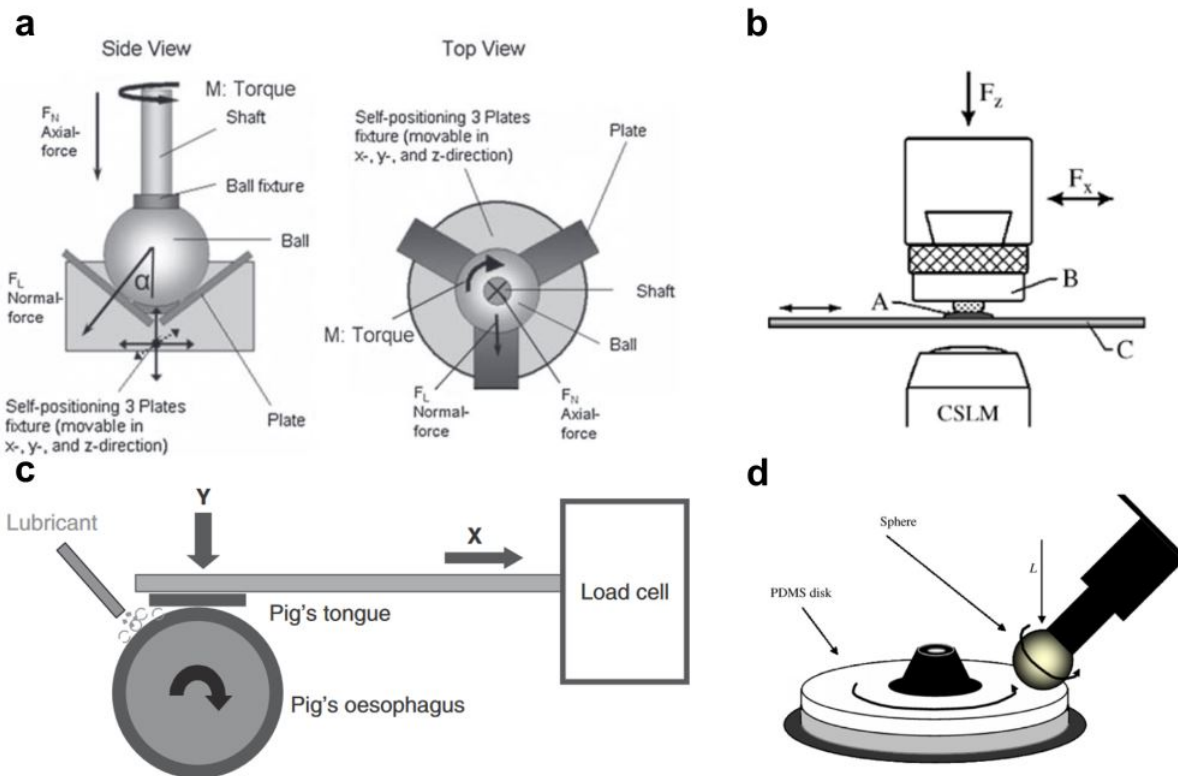 a
Side View
M: Torque
F_N
Axial-
force
Shaft
Ball fixture
Ball
α
F_L
Normal-
force
Self-positioning 3 Plates
fixture (movable in
x-, y-, and z-direction)
Plate
Top View
Self-positioning 3 Plates
fixture (movable in
x-, y-, and z-direction)
Plate
Shaft
M: Torque
Ball
F_L
Normal-
force
F_N
Axial-
force
b
F_z
F_x
B
A
C
CSLM
c
Y
Lubricant
X
Load cell
Pig's tongue
Pig's oesophagus
d
Sphere
L
PDMS disk